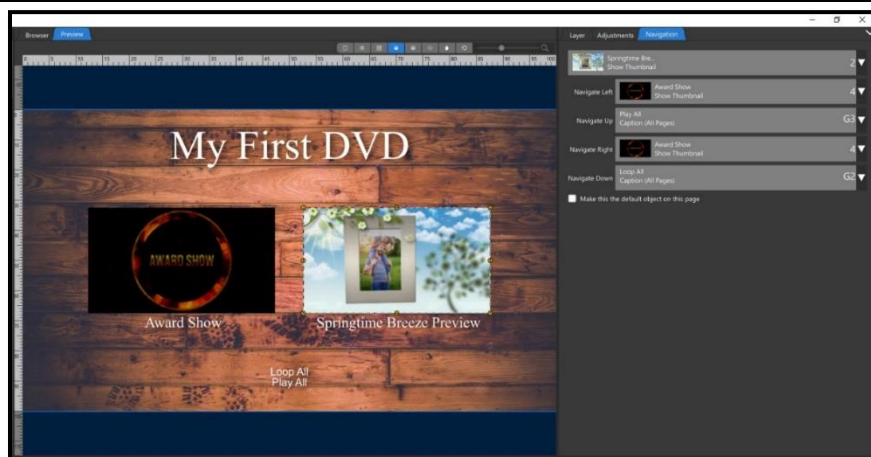 Browser Preview
Layer Adjustments Navigation
Springtime Bre...
Show Thumbnail
2
Navigate Left
Award Show
Show Thumbnail
4
Navigate Up
Play All
Caption (All Pages)
G3
Navigate Right
Award Show
Show Thumbnail
4
Navigate Down
Loop All
Caption (All Pages)
G2
Make this the default object on this page
My First DVD
AWARD SHOW
Award Show
Springtime Breeze Preview
Loop All
Play All